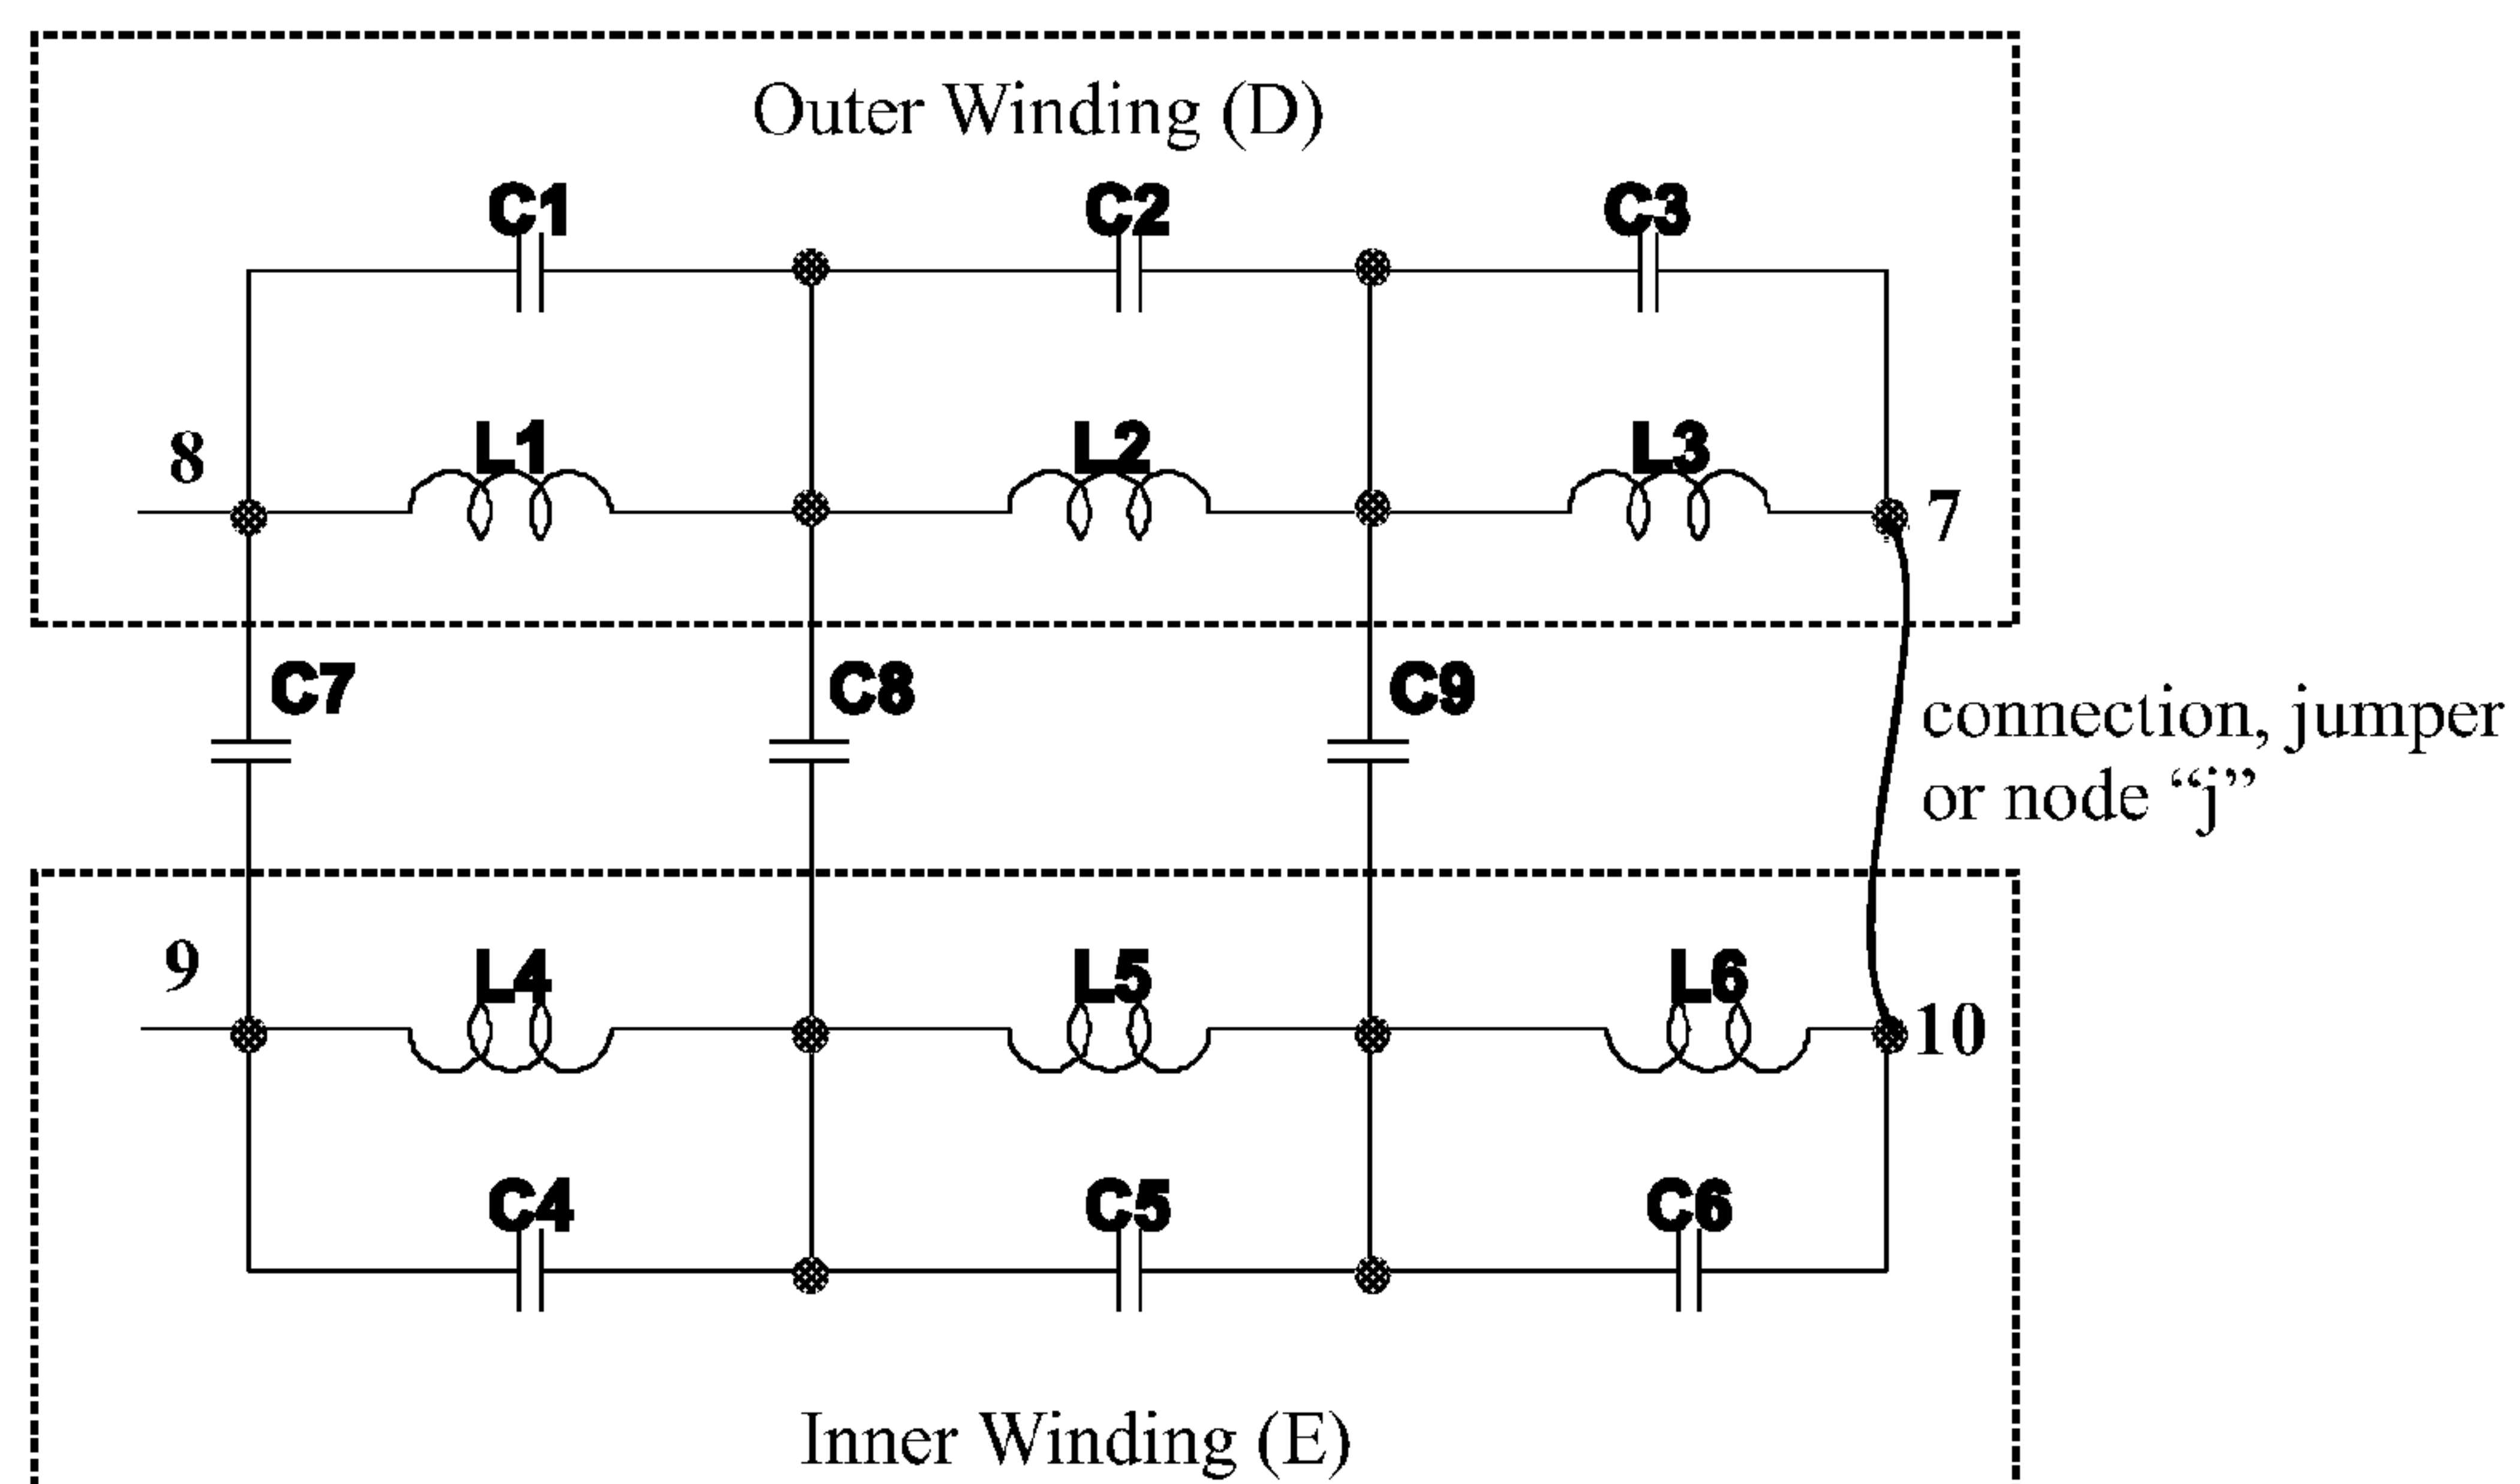 Outer Winding (D)
C1 C2 C3
8 L1 L2 L3 7
C7 C8 C9
connection, jumper
or node “j”
9 L4 L5 L6 10
C4 C5 C6
Inner Winding (E)